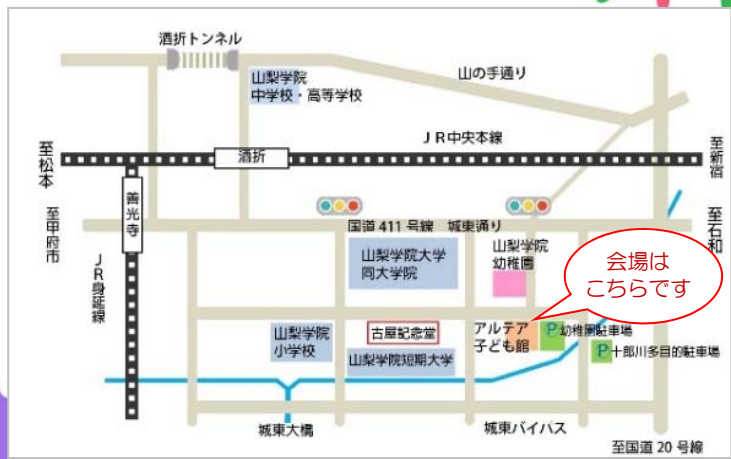 酒折トンネル
山梨学院
中学校・高等学校
山の手通り
JR中央本線
至松本
酒折
至新宿
善光寺
至甲府市
国道411号線 城東通り
至石和
JR身延線
山梨学院大学
同大学院
山梨学院
幼稚園
会場は
こちらです
山梨学院
小学校
古屋記念堂
アルテア
子ども館
P幼稚園駐車場
山梨学院短期大学
P十郎川多目的駐車場
城東大橋
城東バイパス
至国道20号線